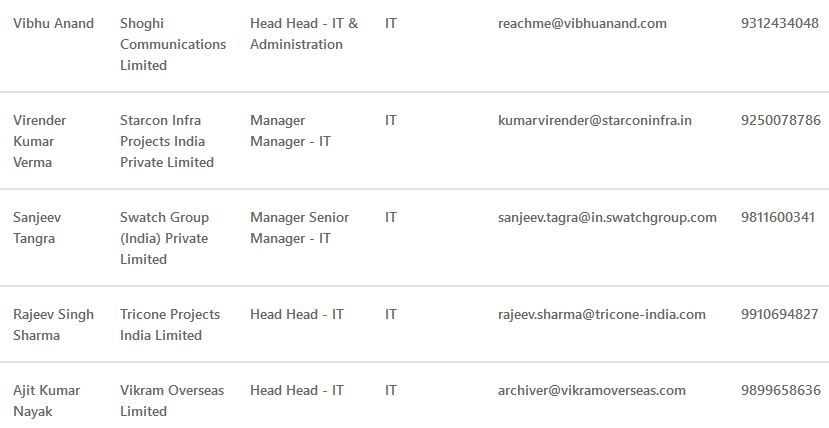 Vibhu Anand Shoghi Head Head - IT & IT reachme@vibhuanand.com 9312434048
Communications Administration
Limited
Virender Starcon Infra Manager IT kumarvirender@starconinfra.in 9250078786
Kumar Projects India Manager - IT
Verma Private Limited
Sanjeev Swatch Group Manager Senior IT sanjeev.tagra@in.swatchgroup.com 9811600341
Tangra (India) Private Manager - IT
Limited
Rajeev Singh Tricone Projects Head Head - IT IT rajeev.sharma@tricone-india.com 9910694827
Sharma India Limited
Ajit Kumar Vikram Overseas Head Head - IT IT archiver@vikramoverseas.com 9899658636
Nayak Limited